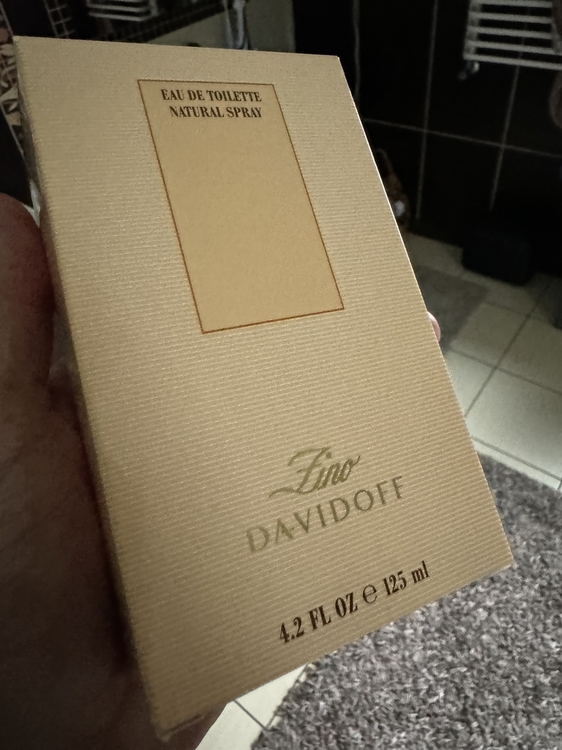 EAU DE TOILETTE
NATURAL SPRAY
Zino
DAVIDOFF
4.2 FL OZ ℮ 125 ml